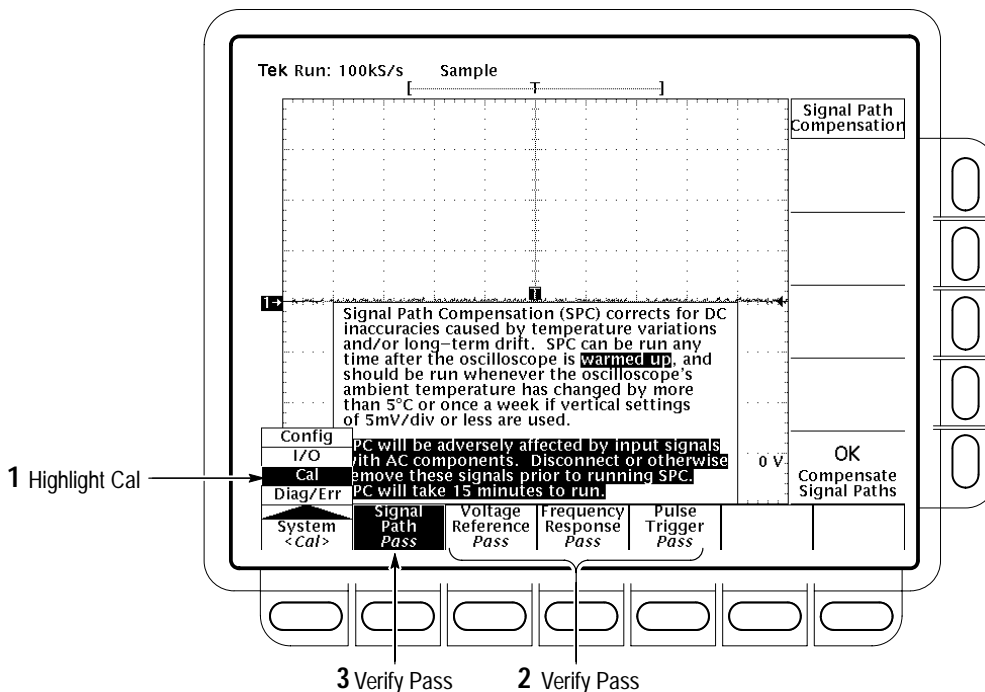 Tek Run: 100kS/s Sample
[ T ]
Signal Path
Compensation
1→
T
Signal Path Compensation (SPC) corrects for DC
inaccuracies caused by temperature variations
and/or long-term drift. SPC can be run any
time after the oscilloscope is warmed up, and
should be run whenever the oscilloscope's
ambient temperature has changed by more
than 5°C or once a week if vertical settings
of 5mV/div or less are used.
PC will be adversely affected by input signals
ith AC components. Disconnect or otherwise
emove these signals prior to running SPC.
PC will take 15 minutes to run.
0 V
OK
Compensate
Signal Paths
Config
I/O
Cal
Diag/Err
1 Highlight Cal
System
<Cal>
Signal
Path
Pass
Voltage
Reference
Pass
Frequency
Response
Pass
Pulse
Trigger
Pass
3 Verify Pass
2 Verify Pass